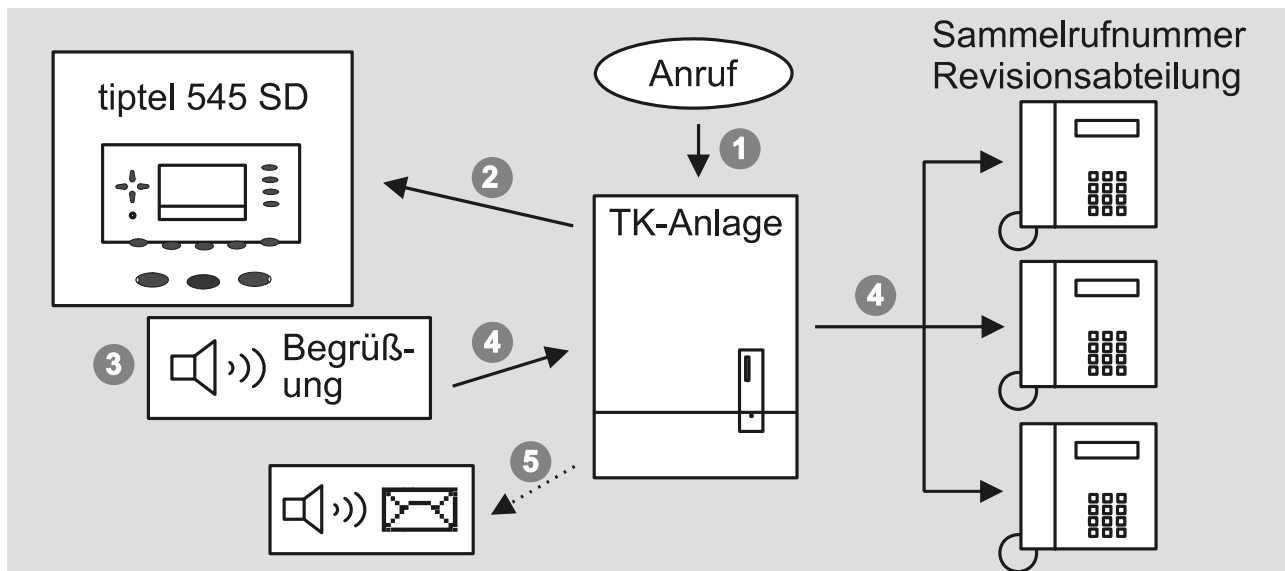 Sammelrufnummer
Revisionsabteilung
Anruf
tiptel 545 SD
1
2
TK-Anlage
4
3
Begrüß-
ung
4
5